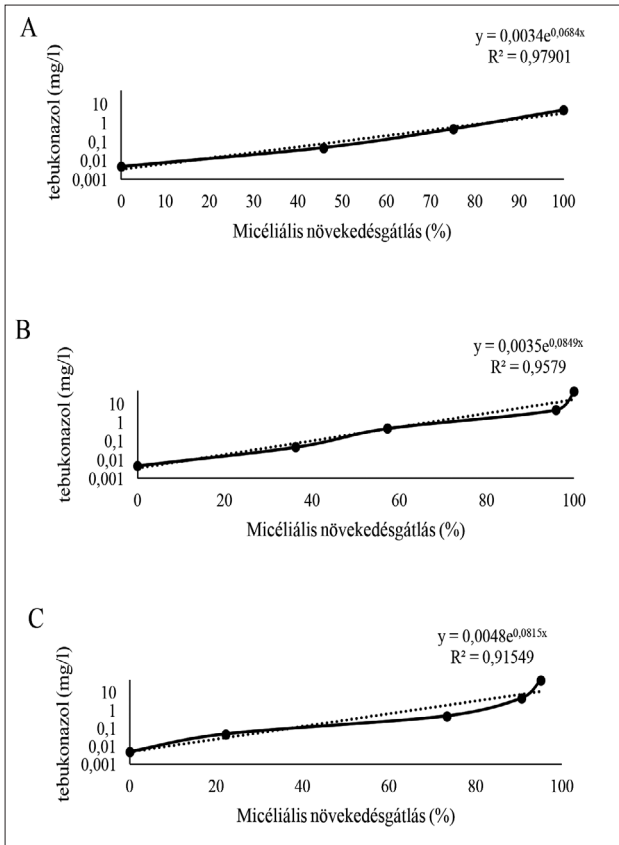 A
y = 0,0034e0,0684x
R² = 0,97901
tebukonazol (mg/l)
10
1
0,1
0,01
0,001
0 10 20 30 40 50 60 70 80 90 100
Micéliális növekedésgátlás (%)
B
y = 0,0035e0,0849x
R² = 0,9579
tebukonazol (mg/l)
10
1
0,1
0,01
0,001
0 20 40 60 80 100
Micéliális növekedésgátlás (%)
C
y = 0,0048e0,0815x
R² = 0,91549
tebukonazol (mg/l)
10
1
0,1
0,01
0,001
0 20 40 60 80 100
Micéliális növekedésgátlás (%)